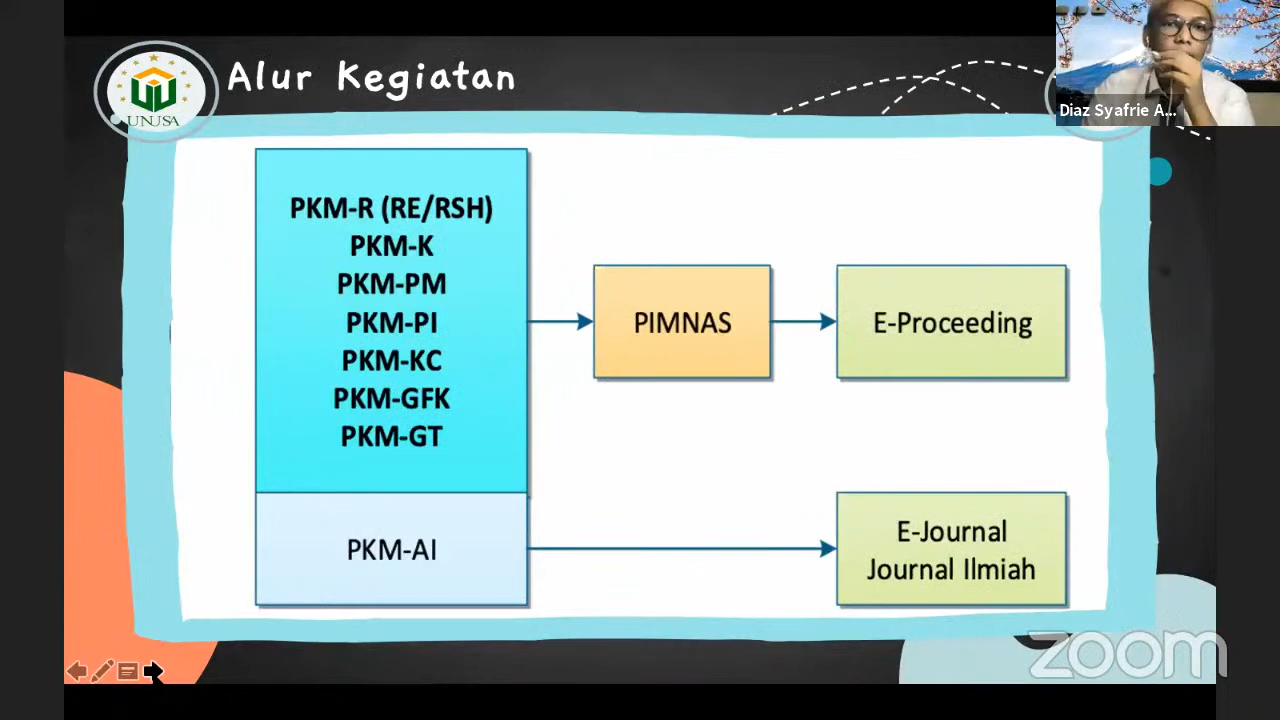 Alur Kegiatan
UNUSA
Diaz Syafrie A...
PKM-R (RE/RSH)
PKM-K
PKM-PM
PKM-PI
PKM-KC
PKM-GFK
PKM-GT
PIMNAS
E-Proceeding
PKM-AI
E-Journal
Journal Ilmiah
zoom